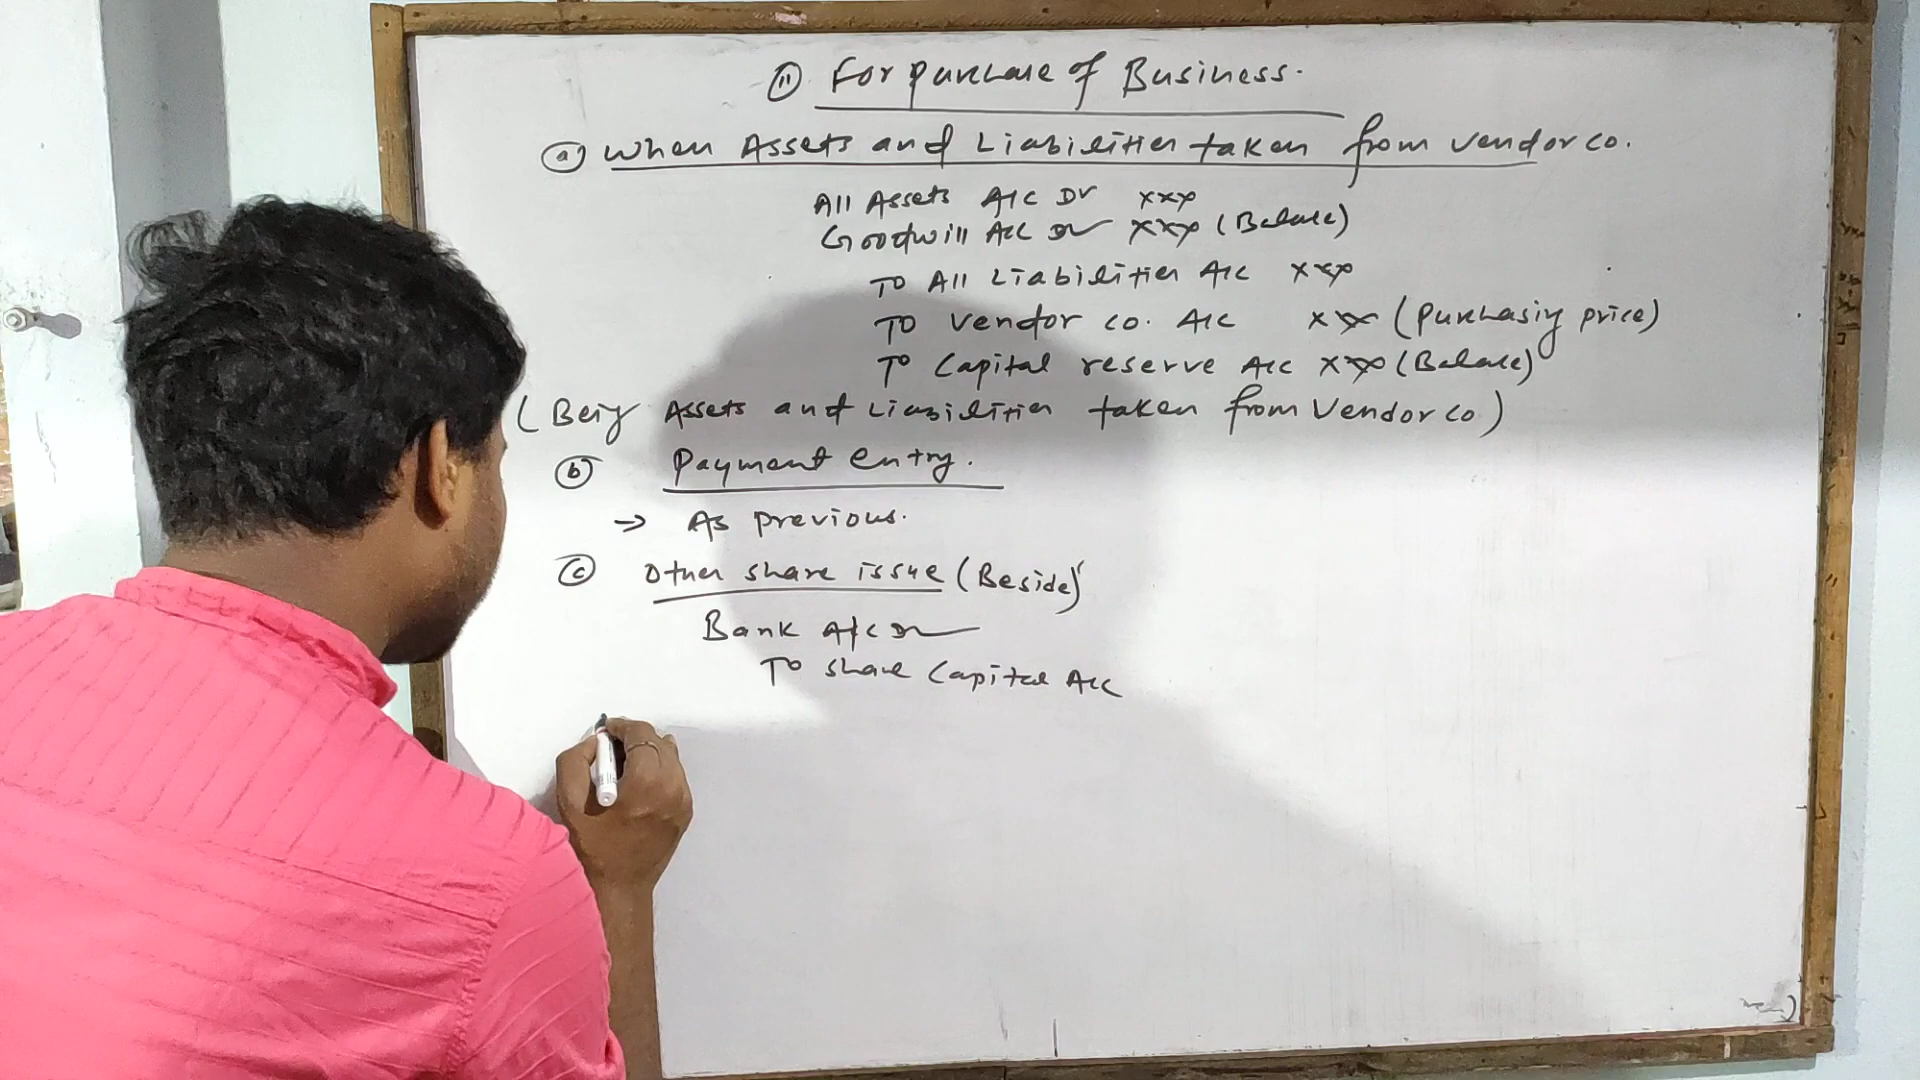 (11) For purchase of Business.
(a) When Assets and Liabilities taken from vendor co.
All Assets A/c Dr xxx
Goodwill A/c Dr xxx (Balance)
To All Liabilities A/c xxx
To Vendor co. A/c xxx (Purchasing price)
To Capital reserve A/c xxx (Balance)
(Being Assets and Liabilities taken from Vendor co)
(b) Payment entry.
→ As previous.
(c) Other share issue (Beside)
Bank A/c Dr
To share Capital A/c